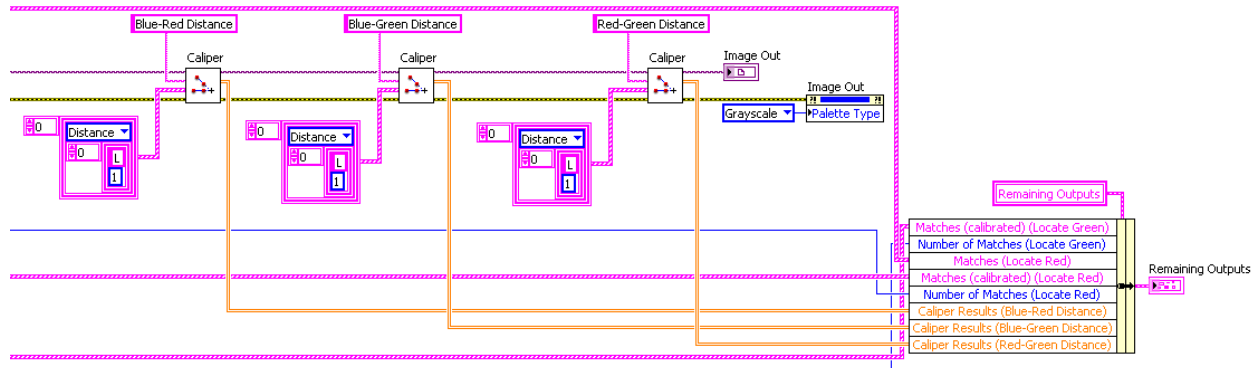 Blue-Red Distance
Blue-Green Distance
Red-Green Distance
Caliper
Caliper
Caliper
Image Out
Image Out
Grayscale
Palette Type
0
Distance
0
L
1
0
Distance
0
L
1
0
Distance
0
L
1
Remaining Outputs
Matches (calibrated) (Locate Green)
Number of Matches (Locate Green)
Matches (Locate Red)
Matches (calibrated) (Locate Red)
Number of Matches (Locate Red)
Caliper Results (Blue-Red Distance)
Caliper Results (Blue-Green Distance)
Caliper Results (Red-Green Distance)
Remaining Outputs